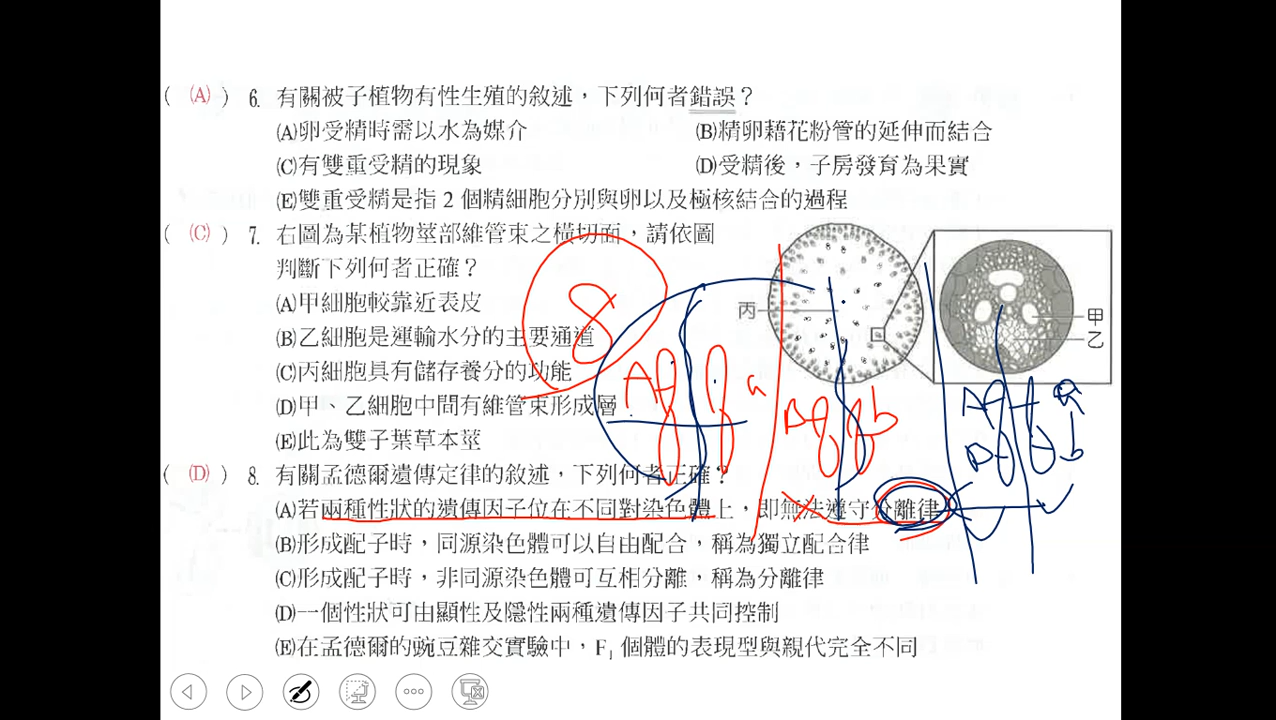 ( (A) ) 6. 有關被子植物有性生殖的敘述，下列何者錯誤？
(A)卵受精時需以水為媒介 (B)精卵藉花粉管的延伸而結合
(C)有雙重受精的現象 (D)受精後，子房發育為果實
(E)雙重受精是指 2 個精細胞分別與卵以及極核結合的過程
( (C) ) 7. 右圖為某植物莖部維管束之橫切面，請依圖
判斷下列何者正確？
(A)甲細胞較靠近表皮
(B)乙細胞是運輸水分的主要通道
(C)丙細胞具有儲存養分的功能
(D)甲、乙細胞中間有維管束形成層
(E)此為雙子葉草本莖
丙
甲
乙
8
A a
B b
A a
B b
( (D) ) 8. 有關孟德爾遺傳定律的敘述，下列何者正確？
(A)若兩種性狀的遺傳因子位在不同對染色體上，即無法遵守分離律
(B)形成配子時，同源染色體可以自由配合，稱為獨立配合律
(C)形成配子時，非同源染色體可互相分離，稱為分離律
(D)一個性狀可由顯性及隱性兩種遺傳因子共同控制
(E)在孟德爾的豌豆雜交實驗中，F₁ 個體的表現型與親代完全不同